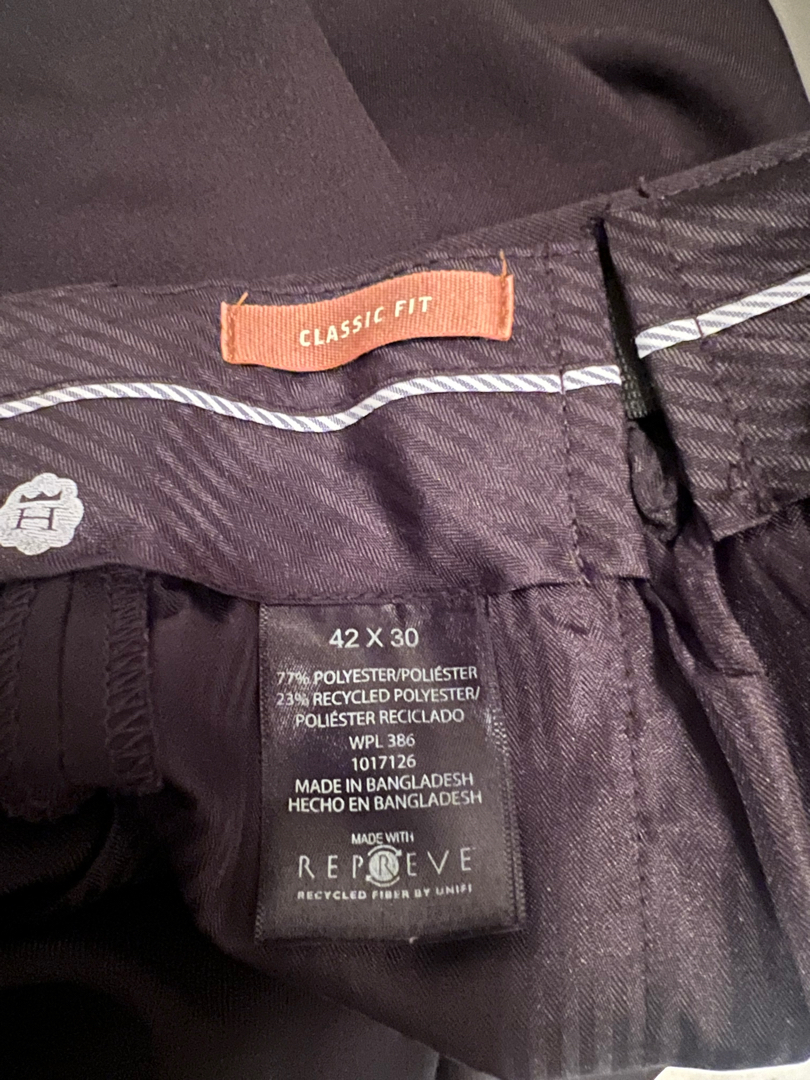 CLASSIC FIT
H
42 X 30
77% POLYESTER/POLIÉSTER
23% RECYCLED POLYESTER/
POLIÉSTER RECICLADO
WPL 386
1017126
MADE IN BANGLADESH
HECHO EN BANGLADESH
MADE WITH
REPREVE
RECYCLED FIBER BY UNIFI